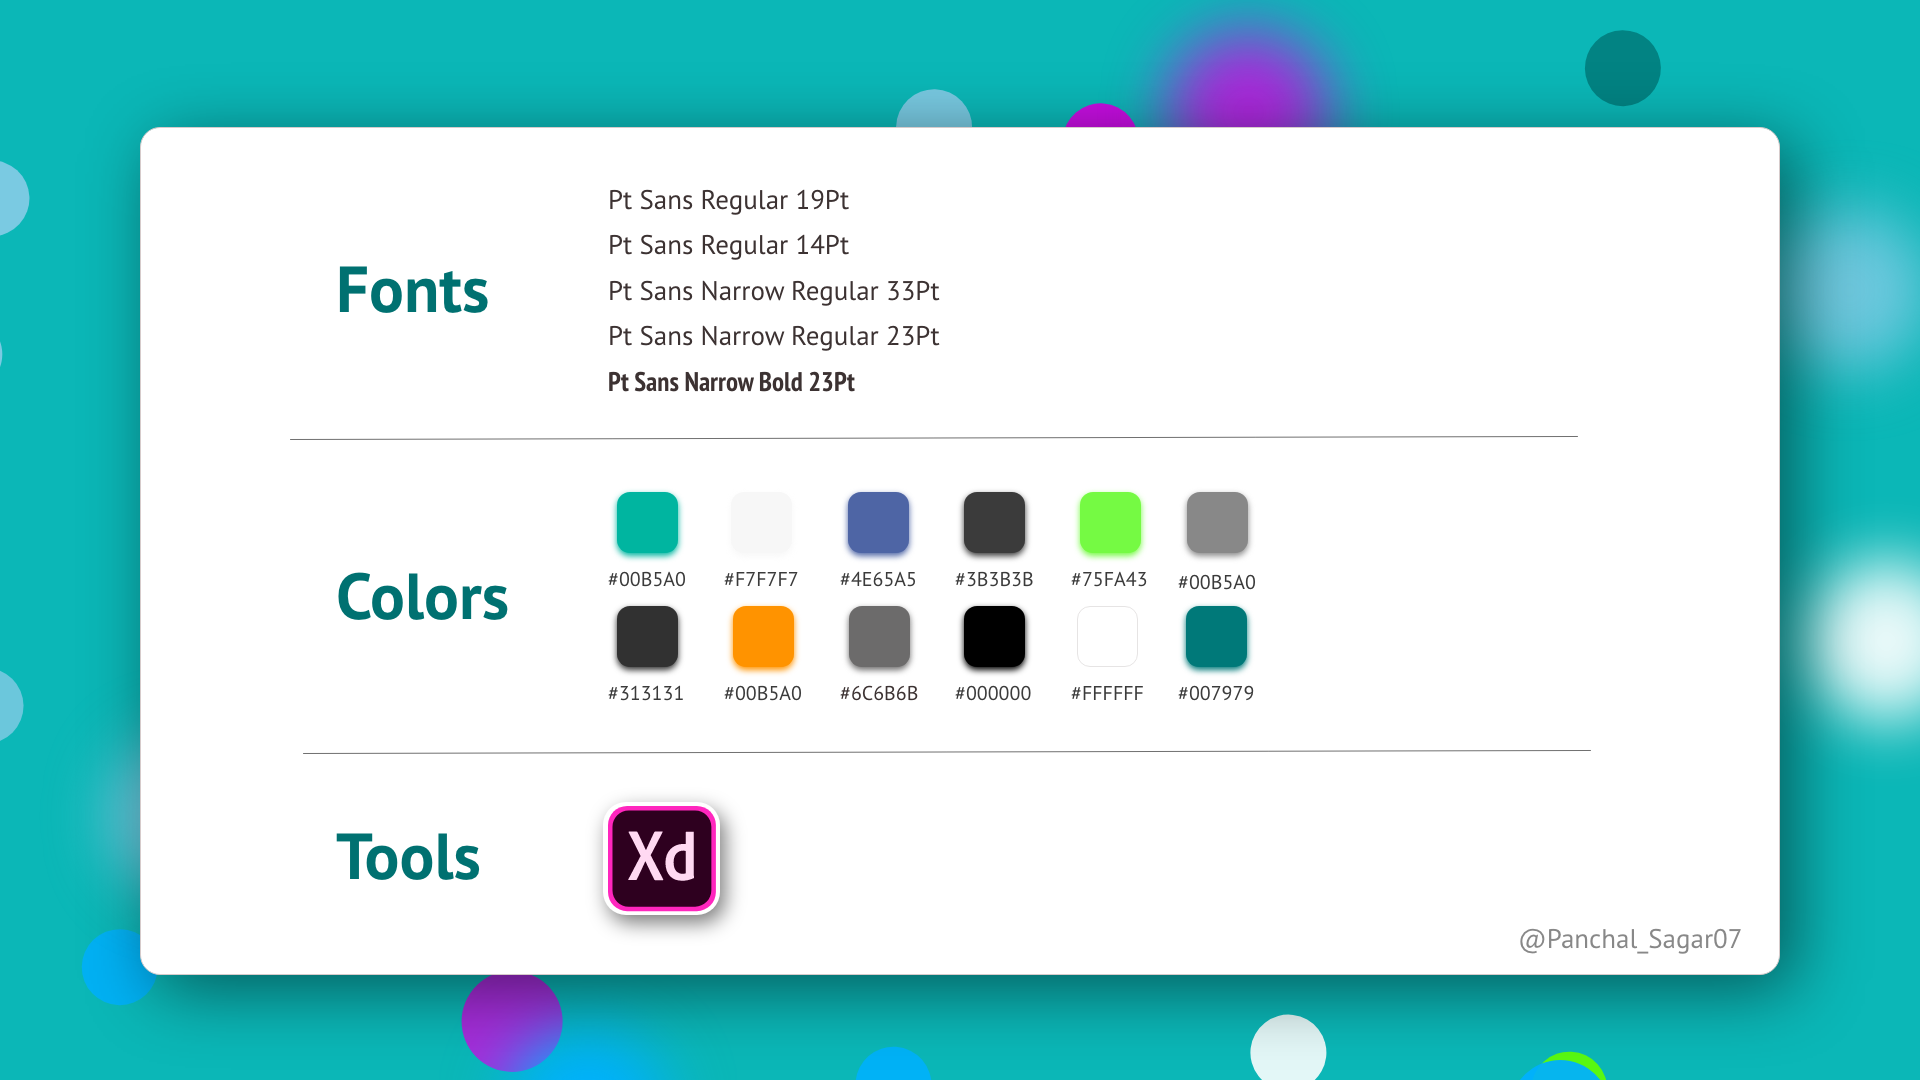 Fonts
Pt Sans Regular 19Pt
Pt Sans Regular 14Pt
Pt Sans Narrow Regular 33Pt
Pt Sans Narrow Regular 23Pt
Pt Sans Narrow Bold 23Pt
Colors
#00B5A0 #F7F7F7 #4E65A5 #3B3B3B #75FA43 #00B5A0
#313131 #00B5A0 #6C6B6B #000000 #FFFFFF #007979
Tools
Xd
@Panchal_Sagar07